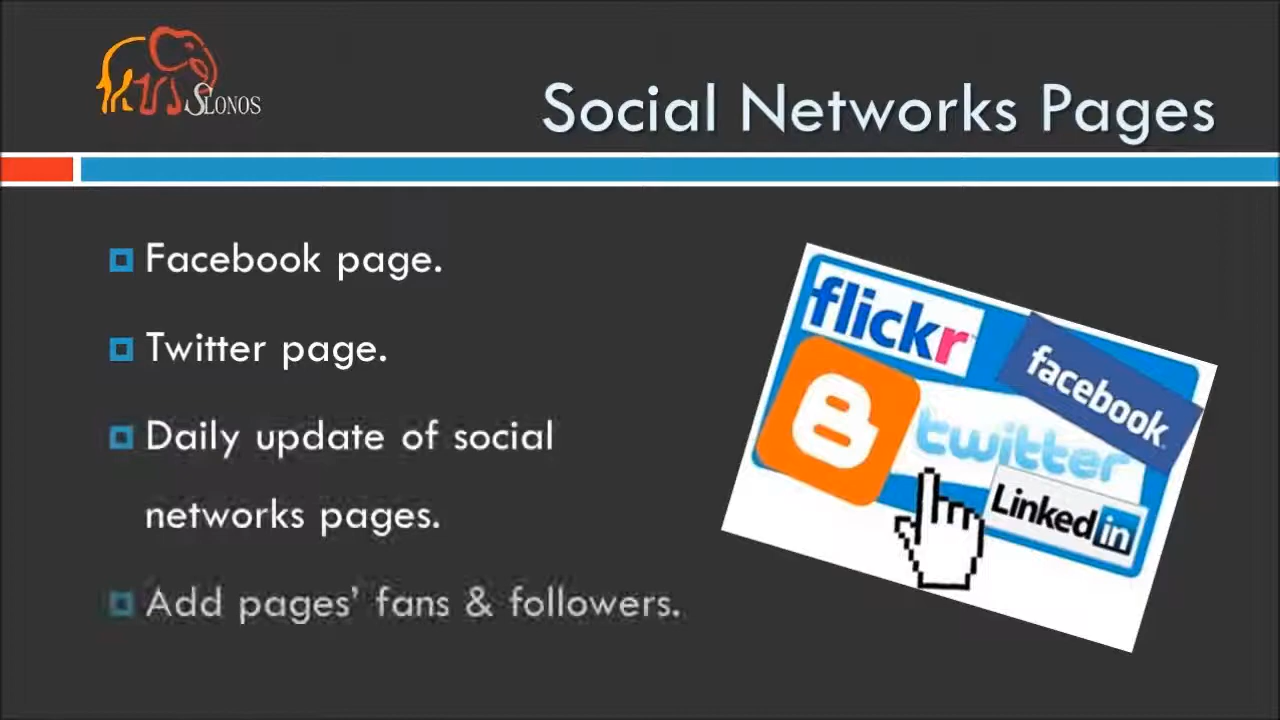 SLONOS
Social Networks Pages
Facebook page.
Twitter page.
Daily update of social
networks pages.
Add pages' fans & followers.
flickr
facebook
twitter
Linkedin